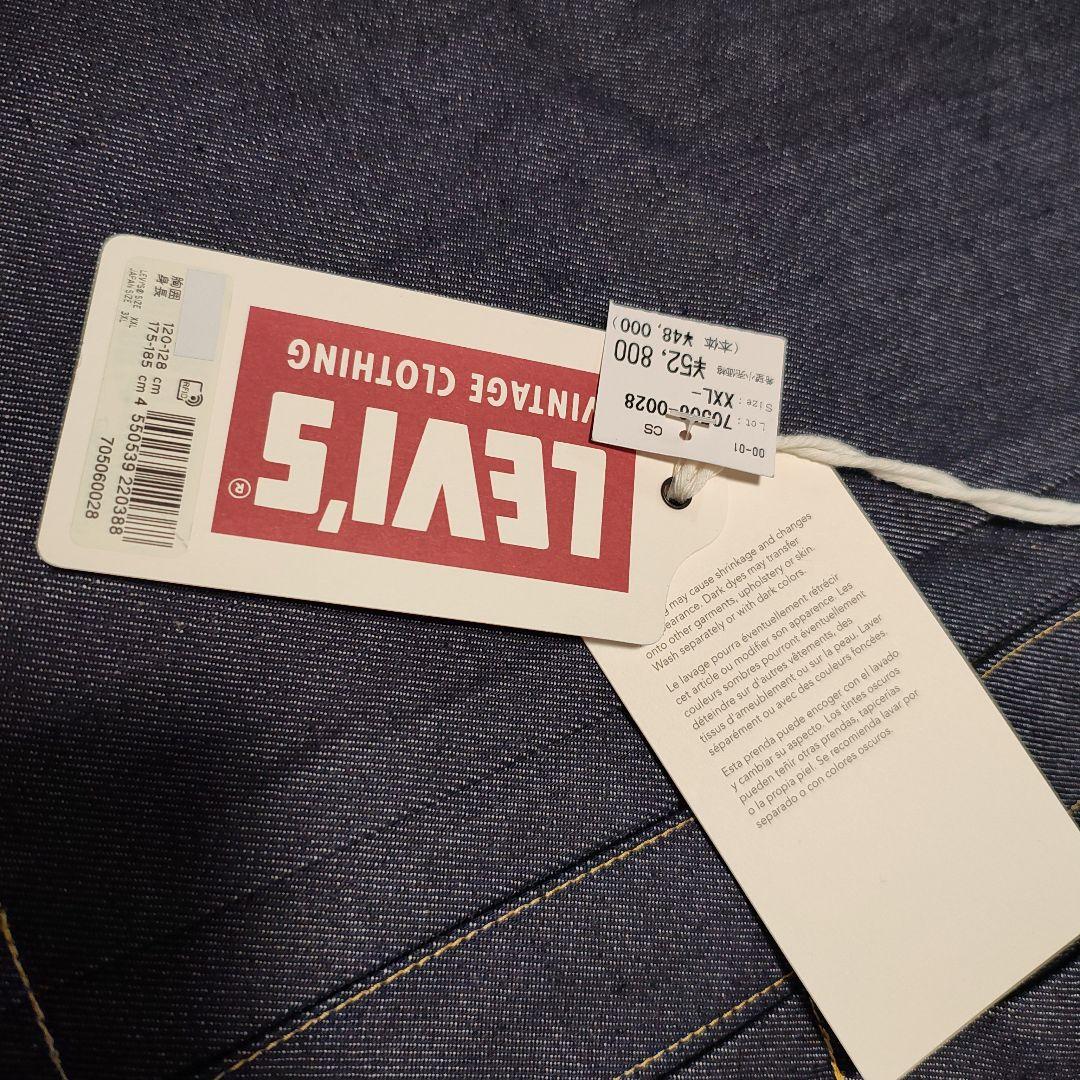 LEVI'S®
VINTAGE CLOTHING
胸囲 120-128 cm
身長 175-185 cm
LEVI'S® SIZE XXL
JAPAN SIZE 3XL
RFID
4 550539 220388
705060028
00-01 CS
Lot: 70506-0028
Size: XXL-
希望小売価格 ¥52,800
(本体 ¥48,000)
may cause shrinkage and changes
Dark dyes may transfer
onto other garments, upholstery or skin.
Wash separately or with dark colors.
Le lavage pourra éventuellement rétrécir
cet article ou modifier son apparence. Les
couleurs sombres pourront éventuellement
déteindre sur d'autres vêtements, des
tissus d'ameublement ou sur la peau. Laver
séparément ou avec des couleurs foncées.
Esta prenda puede encoger con el lavado
y cambiar su aspecto. Los tintes oscuros
pueden teñir otras prendas, tapicerías
o la propia piel. Se recomienda lavar por
separado o con colores oscuros.